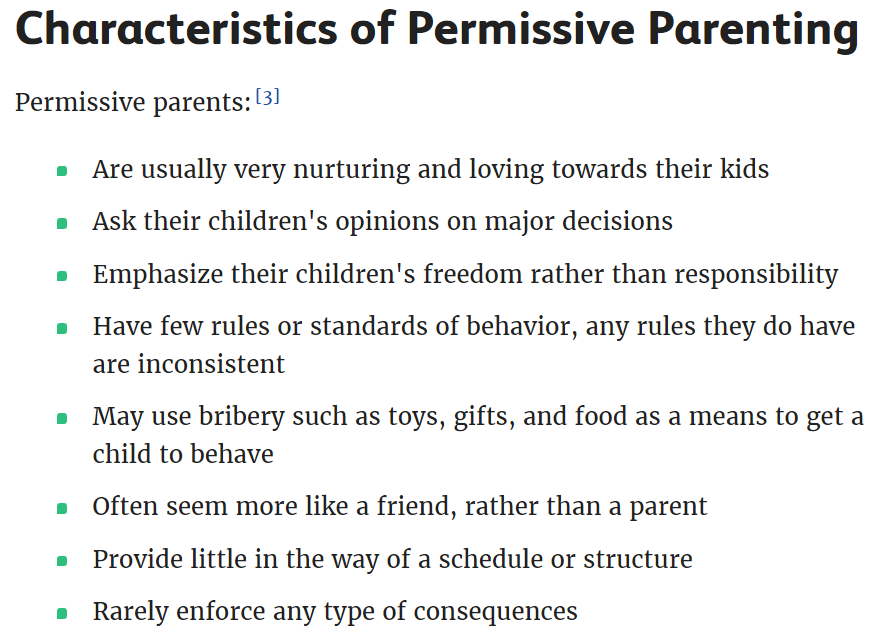 Characteristics of Permissive Parenting
Permissive parents:[3]
Are usually very nurturing and loving towards their kids
Ask their children's opinions on major decisions
Emphasize their children's freedom rather than responsibility
Have few rules or standards of behavior, any rules they do have
are inconsistent
May use bribery such as toys, gifts, and food as a means to get a
child to behave
Often seem more like a friend, rather than a parent
Provide little in the way of a schedule or structure
Rarely enforce any type of consequences